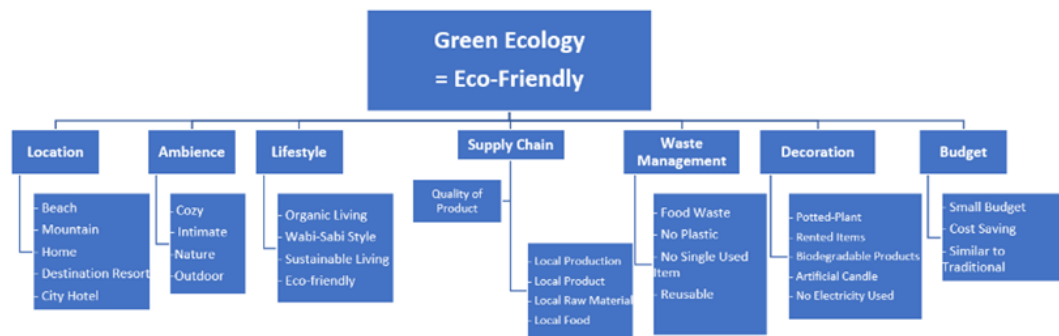 Green Ecology
= Eco-Friendly
Location
Ambience
Lifestyle
Supply Chain
Waste
Management
Decoration
Budget
- Beach
- Mountain
- Home
- Destination Resort
- City Hotel
- Cozy
- Intimate
- Nature
- Outdoor
- Organic Living
- Wabi-Sabi Style
- Sustainable Living
- Eco-friendly
Quality of
Product
- Local Production
- Local Product
- Local Raw Material
- Local Food
- Food Waste
- No Plastic
- No Single Used
Item
- Reusable
- Potted-Plant
- Rented Items
- Biodegradable Products
- Artificial Candle
- No Electricity Used
- Small Budget
- Cost Saving
- Similar to
Traditional